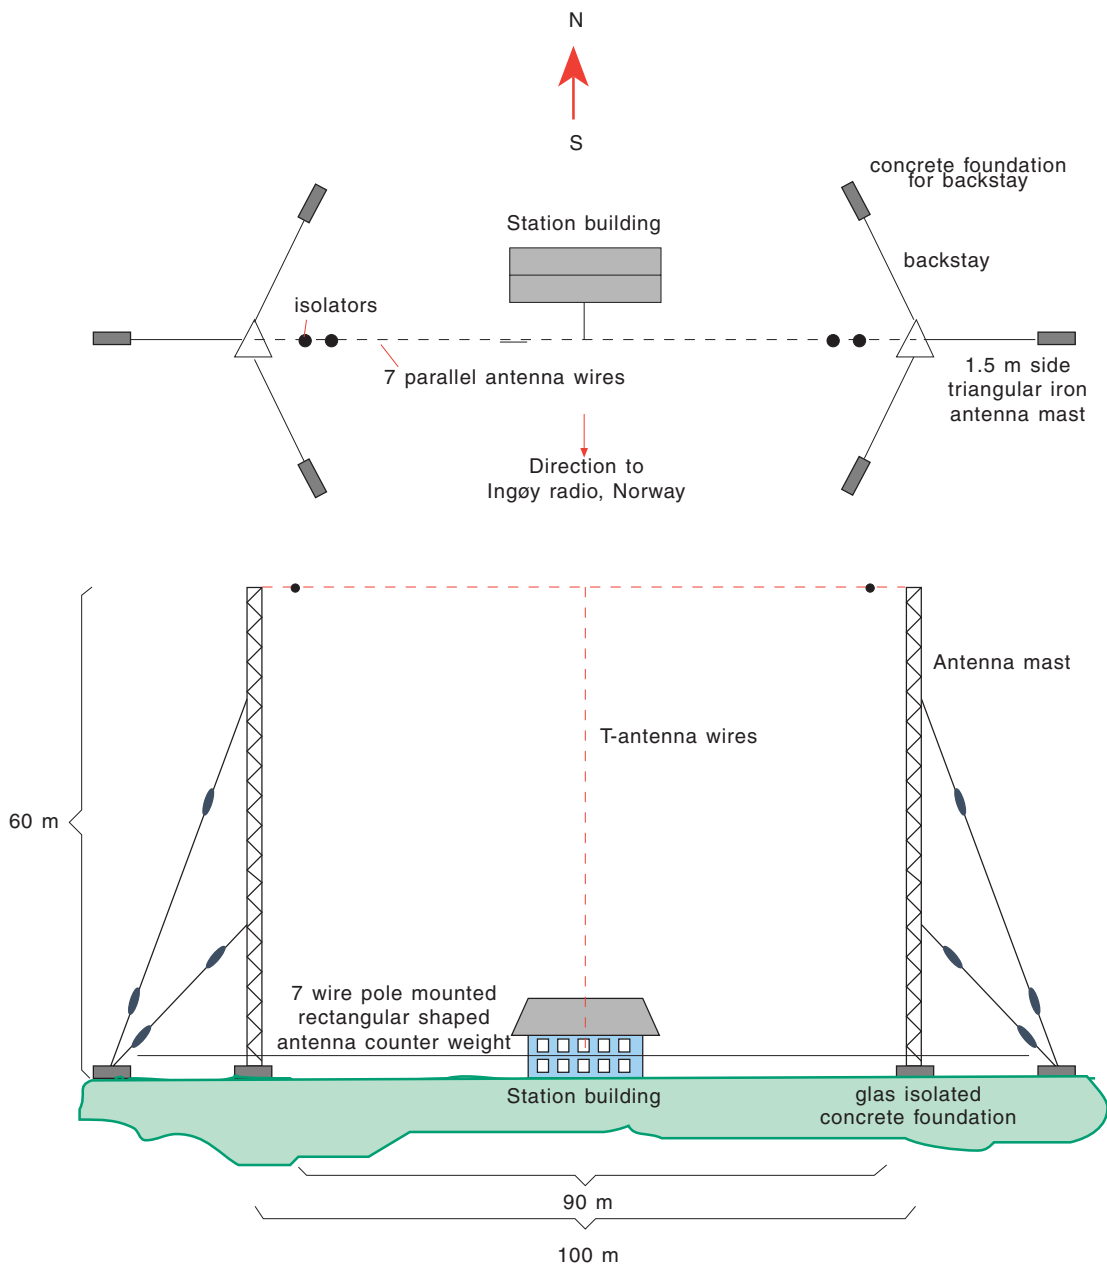 N
S
concrete foundation
for backstay
Station building
backstay
isolators
7 parallel antenna wires
1.5 m side
triangular iron
antenna mast
Direction to
Ingøy radio, Norway
Antenna mast
T-antenna wires
60 m
7 wire pole mounted
rectangular shaped
antenna counter weight
Station building
glas isolated
concrete foundation
90 m
100 m